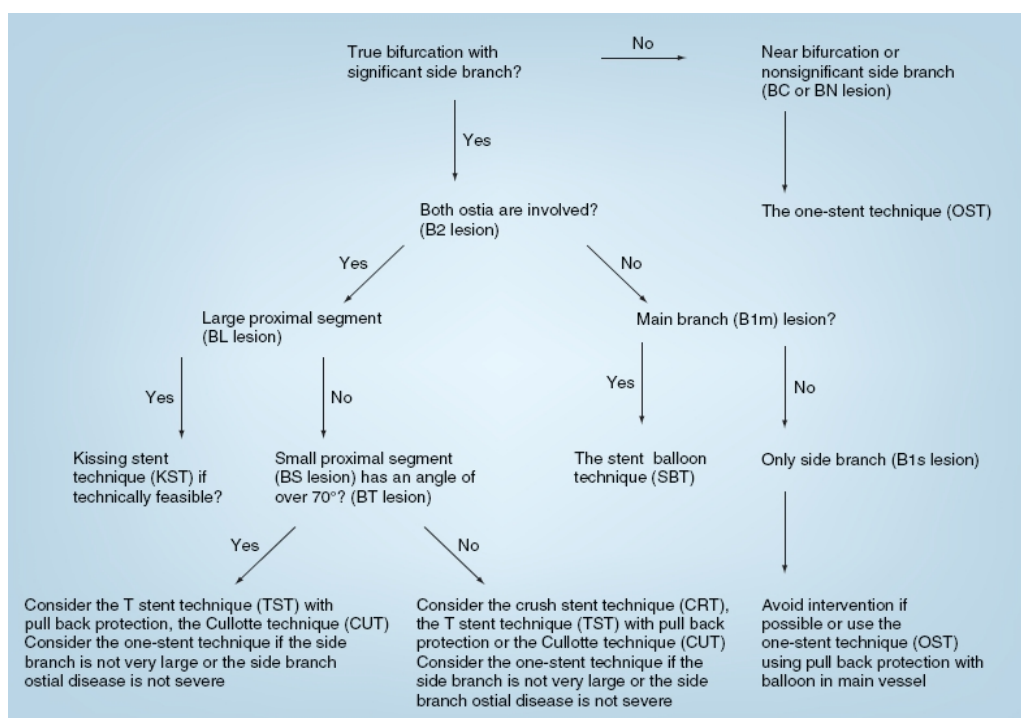 True bifurcation with
significant side branch?
No
Near bifurcation or
nonsignificant side branch
(BC or BN lesion)
Yes
Both ostia are involved?
(B2 lesion)
The one-stent technique (OST)
Yes
No
Large proximal segment
(BL lesion)
Main branch (B1m) lesion?
Yes
No
Yes
No
Kissing stent
technique (KST) if
technically feasible?
Small proximal segment
(BS lesion) has an angle of
over 70°? (BT lesion)
The stent balloon
technique (SBT)
Only side branch (B1s lesion)
Yes
No
Consider the T stent technique (TST) with
pull back protection, the Cullotte technique (CUT)
Consider the one-stent technique if the side
branch is not very large or the side branch
ostial disease is not severe
Consider the crush stent technique (CRT),
the T stent technique (TST) with pull back
protection or the Cullotte technique (CUT)
Consider the one-stent technique if the
side branch is not very large or the side
branch ostial disease is not severe
Avoid intervention if
possible or use the
one-stent technique (OST)
using pull back protection with
balloon in main vessel